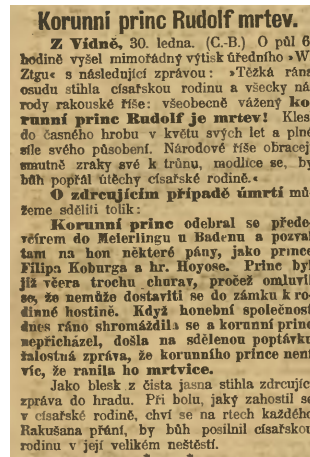 Korunní princ Rudolf mrtev.
Z Vídně, 30. ledna. (C.-B.) O půl 6
hodině vyšel mimořádný výtisk úředního »W.
Ztgu« s následující zprávou: »Těžká rána
osudu stihla císařskou rodinu a všecky ná
rody rakouské říše: všeobecně vážený ko
runní princ Rudolf je mrtev! Kles
do časného hrobu v květu svých let a plné
síle svého působení. Národové říše obracej
smutně zraky své k trůnu, modlíce se, by
bůh popřál útěchy císařské rodině.«
O zdrcujícím případě úmrtí mů
žeme sděliti tolik:
Korunní princ odebral se přede-
včírem do Meierlingu u Badenu a pozval
tam na hon některé pány, jako prince
Filipa Koburga a hr. Hoyose. Princ byl
již včera trochu churav, pročež omluvil
se, že nemůže dostaviti se do zámku k ro-
dinné hostině. Když honební společnost
dnes ráno shromáždila se a korunní princ
nepřicházel, došla na sdělenou poptávku
žalostná zpráva, že korunního prince není
víc, že ranila ho mrtvice.
Jako blesk z čista jasna stihla zdrcujíc
zpráva do hradu. Při bolu, jaký zahostil se
v císařské rodině, chví se na rtech každého
Rakušana přání, by bůh posilnil císařskou
rodinu v její velikém neštěstí.